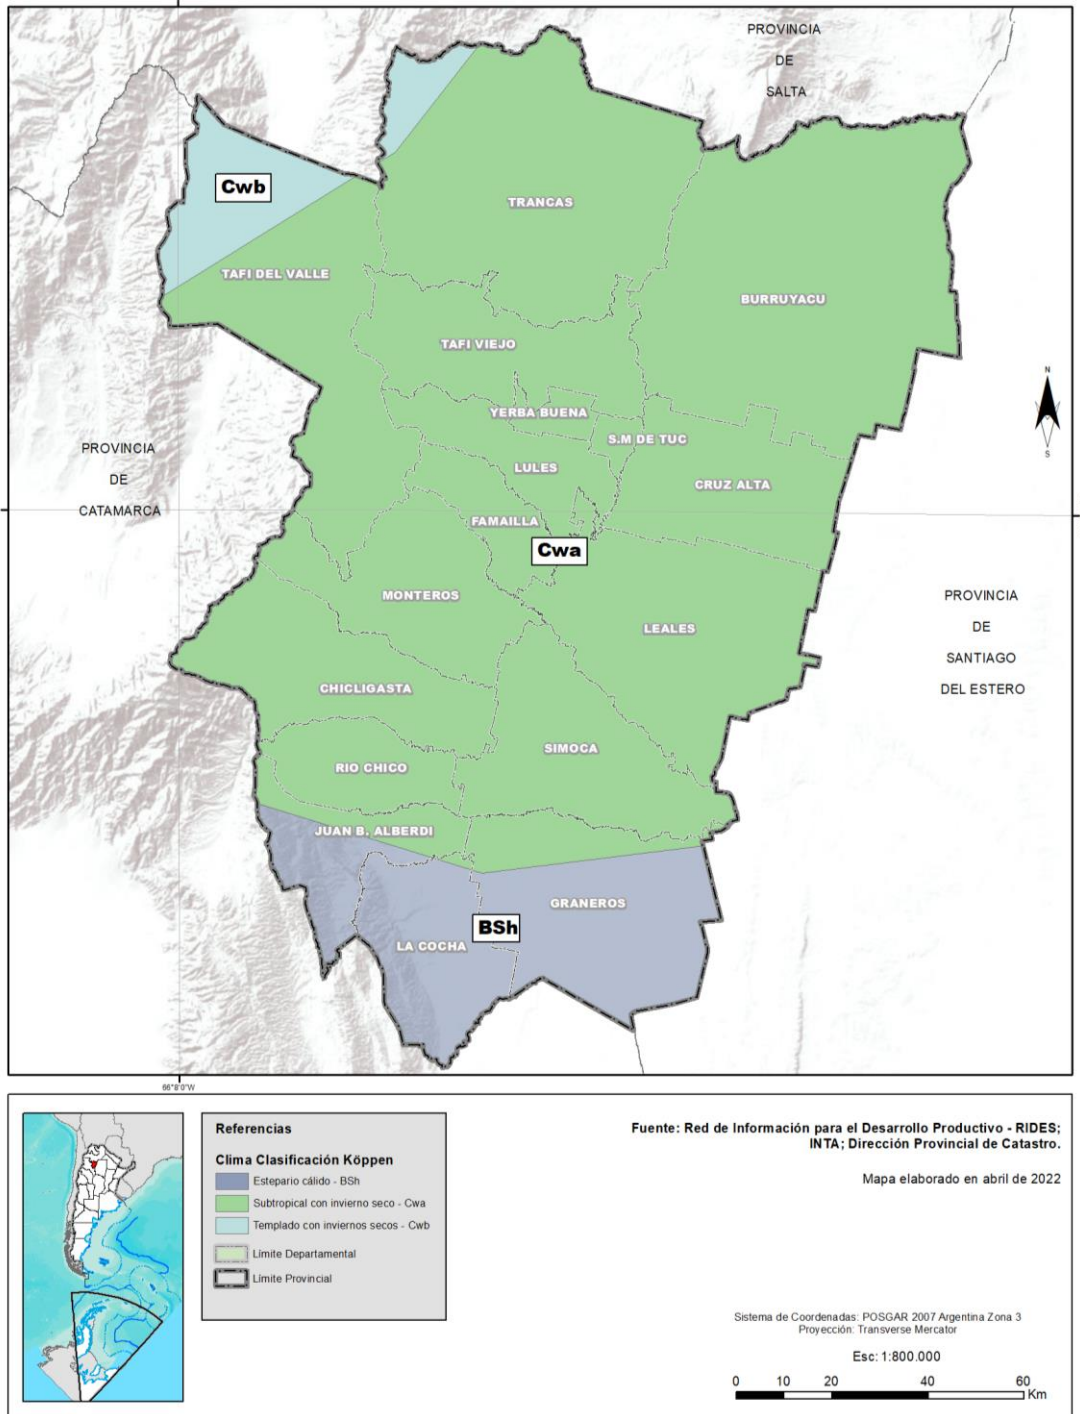 PROVINCIA
DE
SALTA
Cwb
TRANCAS
TAFI DEL VALLE
BURRUYACU
TAFI VIEJO
N
YERBA BUENA
S.M DE TUC
S
PROVINCIA
DE
CATAMARCA
LULES
CRUZ ALTA
FAMAILLA
Cwa
MONTEROS
LEALES
PROVINCIA
DE
SANTIAGO
DEL ESTERO
CHICLIGASTA
SIMOCA
RIO CHICO
JUAN B. ALBERDI
GRANEROS
BSh
LA COCHA
66°8'0"W
Referencias
Clima Clasificación Köppen
Estepario cálido - BSh
Subtropical con invierno seco - Cwa
Templado con inviernos secos - Cwb
Límite Departamental
Límite Provincial
Fuente: Red de Información para el Desarrollo Productivo - RIDES;
INTA; Dirección Provincial de Catastro.
Mapa elaborado en abril de 2022
Sistema de Coordenadas: POSGAR 2007 Argentina Zona 3
Proyección: Transverse Mercator
Esc: 1:800.000
0 10 20 40 60
Km